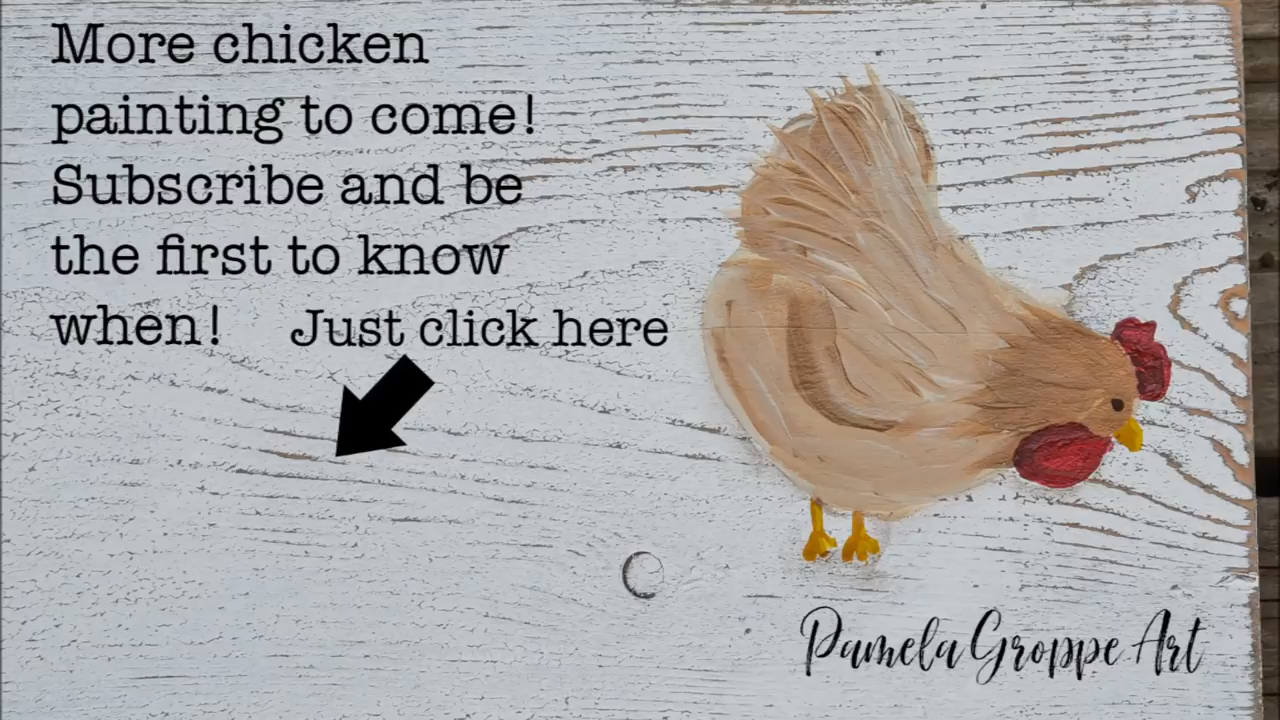 More chicken
painting to come!
Subscribe and be
the first to know
when!
Just click here
Pamela Groppe Art